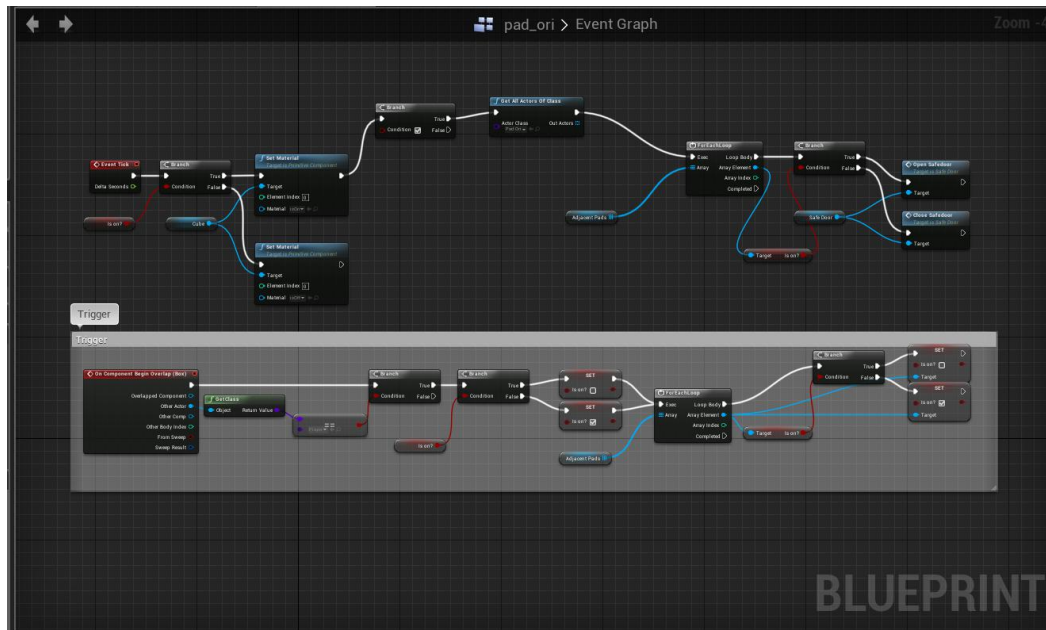 pad_ori > Event Graph
Zoom -4
Branch
True
Condition
False
Get All Actors Of Class
Actor Class
Out Actors
Pad Ori
ForEachLoop
Exec
Loop Body
Array
Array Element
Array Index
Completed
Branch
True
Condition
False
Open Safedoor
Target is Safe Door
Target
Close Safedoor
Target is Safe Door
Target
Event Tick
Delta Seconds
Branch
True
Condition
False
Set Material
Target is Primitive Component
Target
Element Index 0
Material
Is on?
Cube
Adjacent Pads
Safe Door
Target
Is on?
Set Material
Target is Primitive Component
Target
Element Index 0
Material
Trigger
Trigger
On Component Begin Overlap (Box)
Overlapped Component
Other Actor
Other Comp
Other Body Index
From Sweep
Sweep Result
GetClass
Object
Return Value
==
Branch
True
Condition
False
Branch
True
Condition
False
Is on?
SET
Is on?
SET
Is on?
Adjacent Pads
ForEachLoop
Exec
Loop Body
Array
Array Element
Array Index
Completed
Target
Is on?
Branch
True
Condition
False
SET
Is on?
Target
SET
Is on?
Target
BLUEPRINT